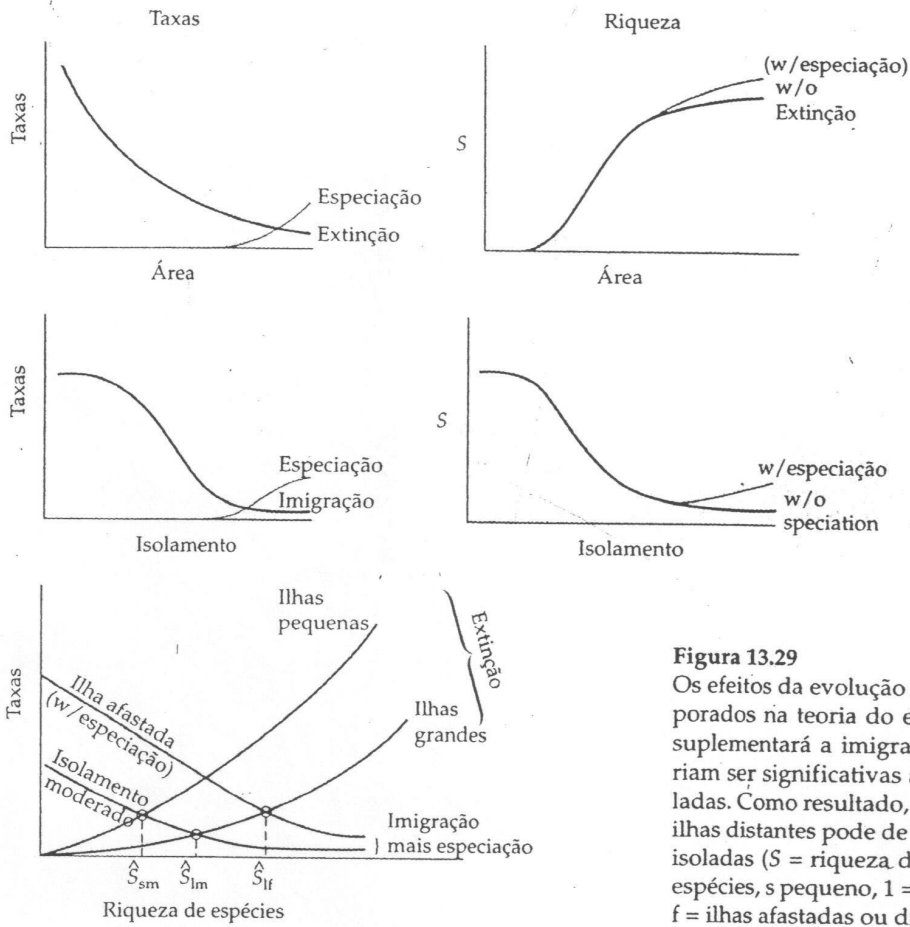 Taxas
Taxas
Especiação
Extinção
Área
Riqueza
S
(w/especiação)
w/o
Extinção
Área
Taxas
Especiação
Imigração
Isolamento
S
w/especiação
w/o
speciation
Isolamento
Taxas
Ilhas
pequenas
Extinção
Ilha afastada
(w/especiação)
Ilhas
grandes
Isolamento
moderado
Imigração
mais especiação
Ŝsm
Ŝlm
Ŝlf
Riqueza de espécies
Figura 13.29
Os efeitos da evolução
porados na teoria do e
suplementará a imigra
riam ser significativas
ladas. Como resultado,
ilhas distantes pode de
isoladas (S = riqueza d
espécies, s pequeno, 1 =
f = ilhas afastadas ou d